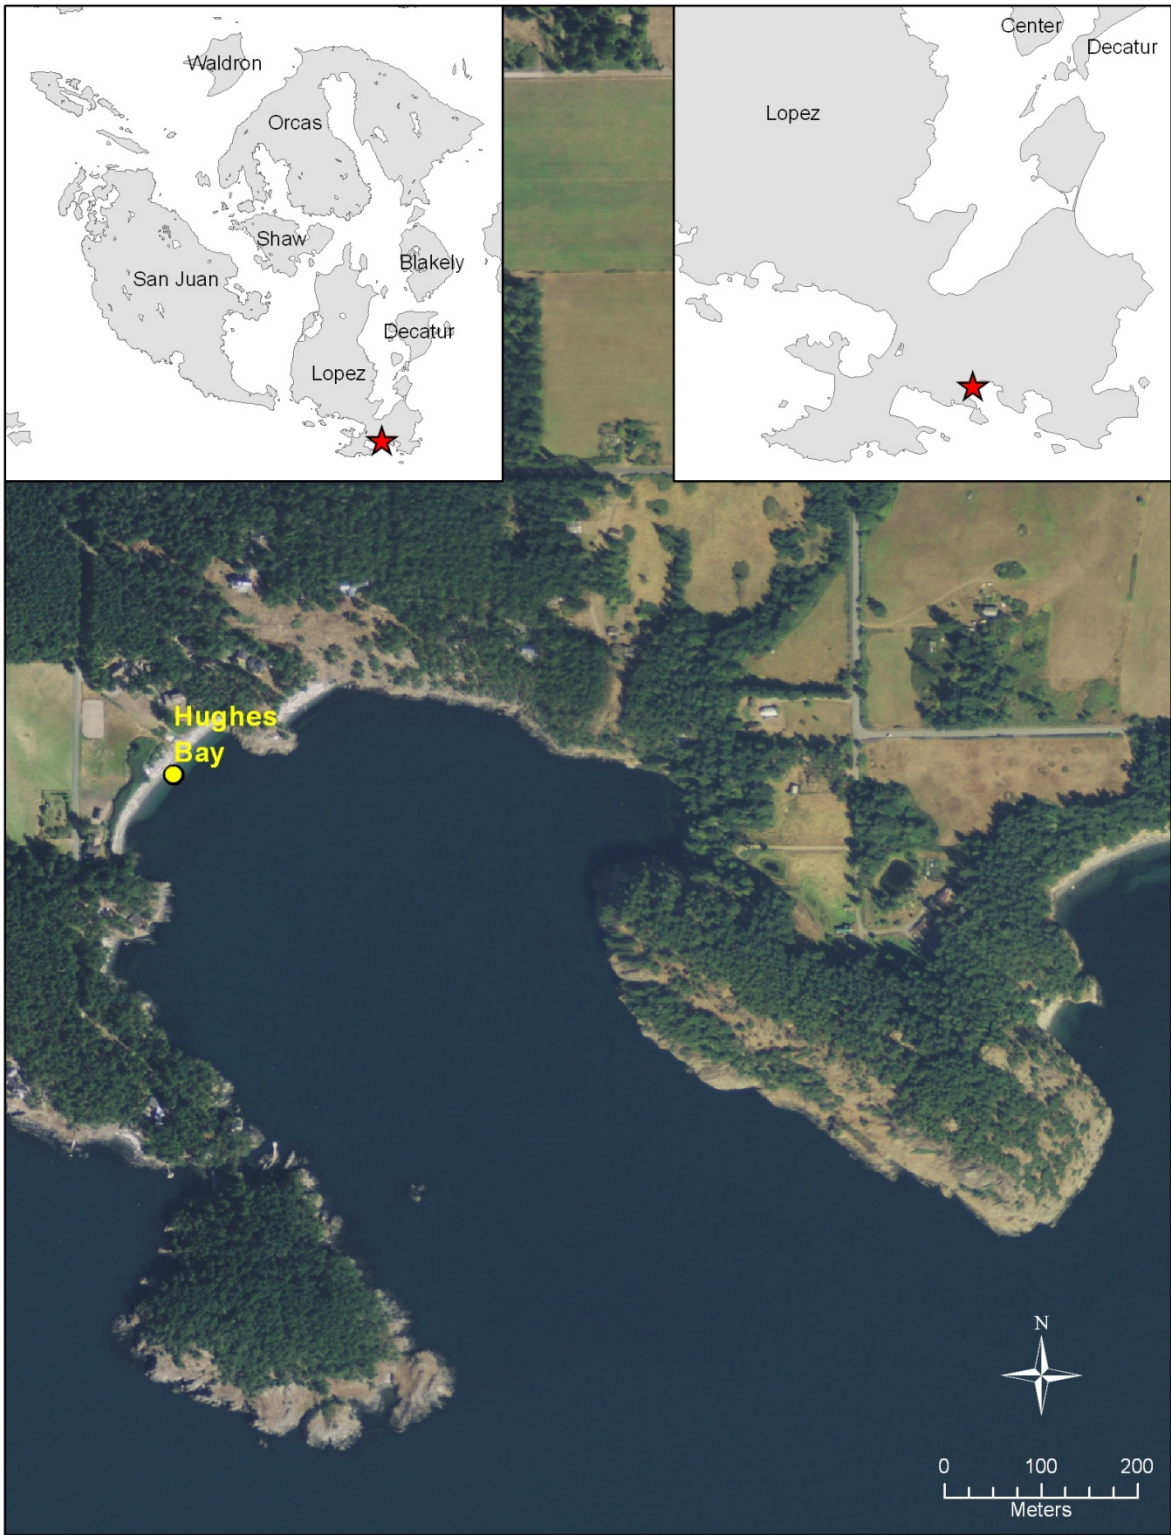 Waldron
Orcas
Shaw
San Juan
Blakely
Decatur
Lopez
Center
Decatur
Lopez
Hughes
Bay
N
0 100 200
Meters